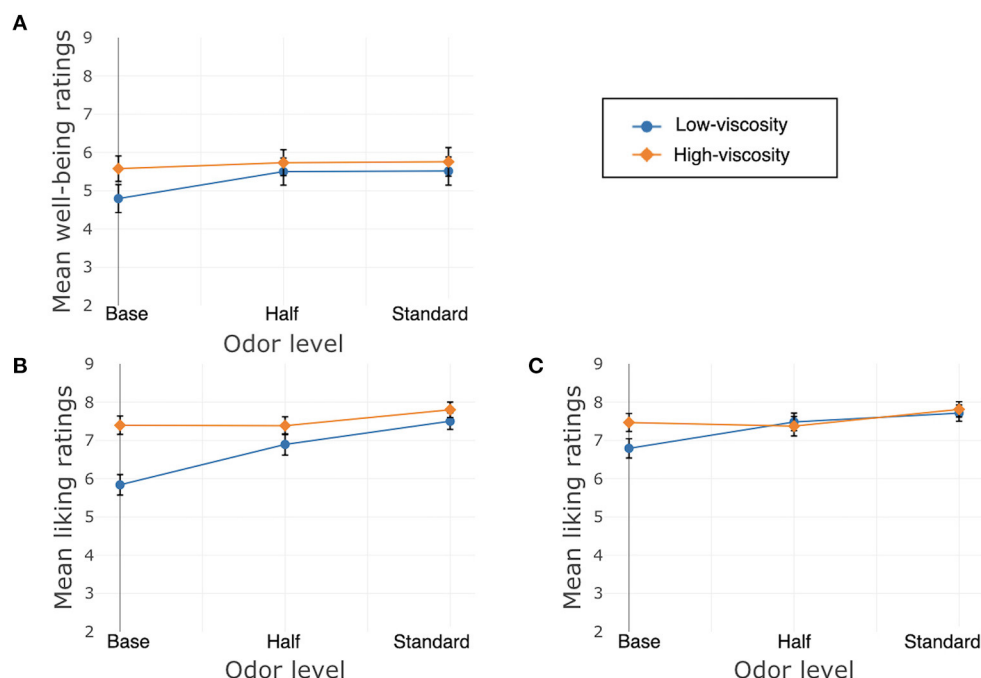 A
Mean well-being ratings
9
8
7
6
5
4
3
2
Base Half Standard
Odor level
Low-viscosity
High-viscosity
B
Mean liking ratings
9
8
7
6
5
4
3
2
Base Half Standard
Odor level
C
Mean liking ratings
9
8
7
6
5
4
3
2
Base Half Standard
Odor level